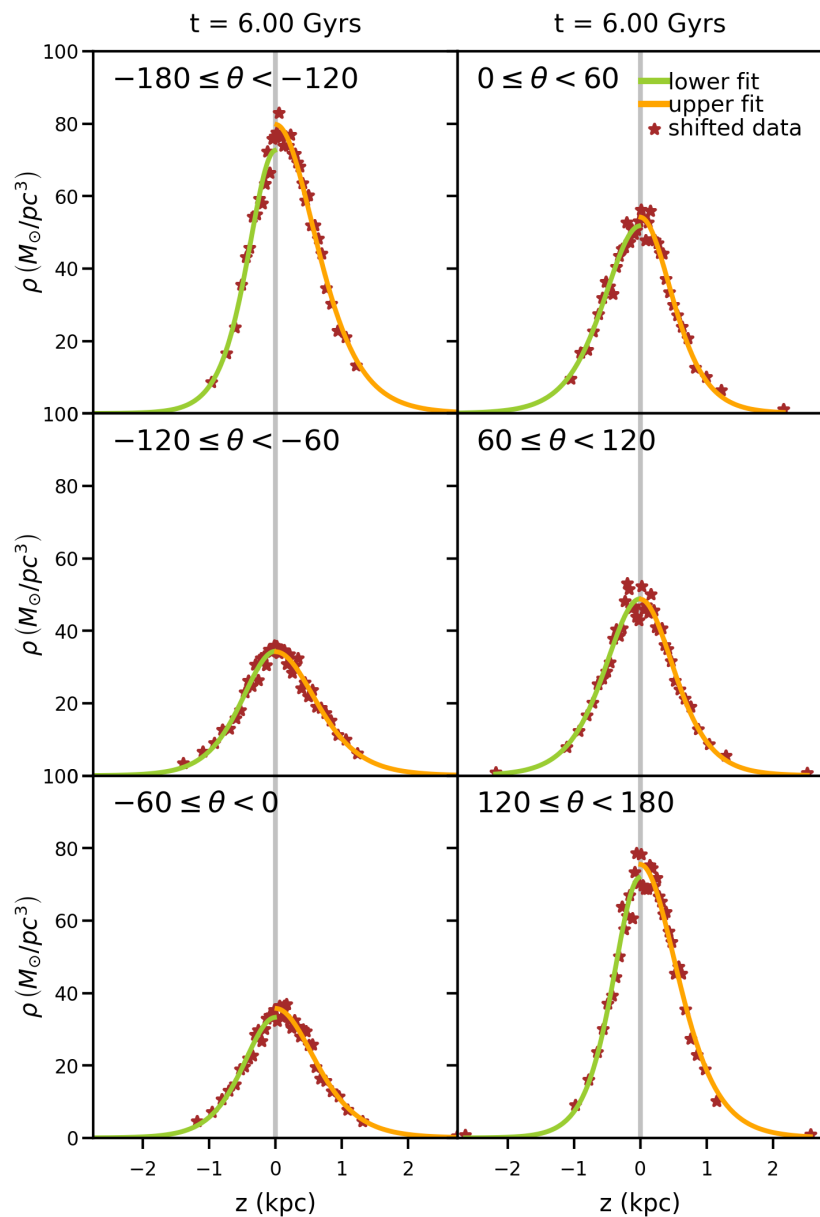 t = 6.00 Gyrs
t = 6.00 Gyrs
−180 ≤ θ < −120
0 ≤ θ < 60
lower fit
upper fit
shifted data
100
80
60
40
20
ρ (M⊙/pc³)
−120 ≤ θ < −60
60 ≤ θ < 120
100
80
60
40
20
ρ (M⊙/pc³)
−60 ≤ θ < 0
120 ≤ θ < 180
100
80
60
40
20
0
ρ (M⊙/pc³)
−2 −1 0 1 2
−2 −1 0 1 2
z (kpc)
z (kpc)